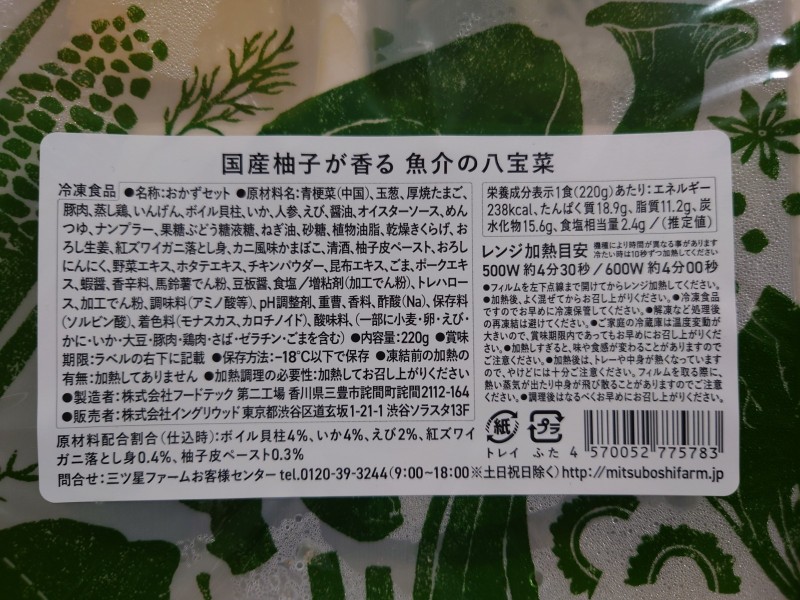 国産柚子が香る 魚介の八宝菜
冷凍食品 ●名称:おかずセット ●原材料名:青梗菜(中国)、玉葱、厚焼たまご、
豚肉、蒸し鶏、いんげん、ボイル貝柱、いか、人参、えび、醤油、オイスターソース、めん
つゆ、ナンプラー、果糖ぶどう糖液糖、ねぎ油、砂糖、植物油脂、乾燥きくらげ、お
ろし生姜、紅ズワイガニ落とし身、カニ風味かまぼこ、清酒、柚子皮ペースト、おろし
にんにく、野菜エキス、ホタテエキス、チキンパウダー、昆布エキス、ごま、ポークエキ
ス、蝦醤、香辛料、馬鈴薯でん粉、豆板醤、食塩/増粘剤(加工でん粉)、トレハロー
ス、加工でん粉、調味料(アミノ酸等)、pH調整剤、重曹、香料、酢酸(Na)、保存料
(ソルビン酸)、着色料(モナスカス、カロチノイド)、酸味料、(一部に小麦・卵・えび・
かに・いか・大豆・豚肉・鶏肉・さば・ゼラチン・ごまを含む) ●内容量:220g ●賞味
期限:ラベルの右下に記載 ●保存方法:-18℃以下で保存 ●凍結前の加熱の
有無:加熱してありません ●加熱調理の必要性:加熱してお召し上がりください
●製造者:株式会社フードテック 第二工場 香川県三豊市詫間町詫間2112-164
●販売者:株式会社イングリウッド 東京都渋谷区道玄坂1-21-1 渋谷ソラスタ13F
原材料配合割合(仕込時):ボイル貝柱4%、いか4%、えび2%、紅ズワイ
ガニ落とし身0.4%、柚子皮ペースト0.3%
栄養成分表示1食(220g)あたり:エネルギー
238kcal、たんぱく質18.9g、脂質11.2g、炭
水化物15.6g、食塩相当量2.4g/(推定値)
レンジ加熱目安 機種により時間が異なる事があります
冷たい時は10秒ずつ加熱してください
500W 約4分30秒/600W 約4分00秒
●フィルムを左下点線まで開けてからレンジ加熱してください。
●加熱後、よく混ぜてからお召し上がりください。●冷凍食品
ですのでお早めに冷凍保管してください。●解凍など処理後
の再凍結は避けてください。●ご家庭の冷蔵庫は温度変動が
大きいので、賞味期限内であってもお早めにお召し上がりくだ
さい。●加熱しすぎると、味や食感が変わることがありますので
ご注意ください。●加熱後は、トレーや中身が熱くなっています
ので、やけどには十分ご注意ください。フィルムを取る際に、
熱い蒸気が出たり中身が飛び散ることがありますのでご注意
ください。●調理後はなるべくお早めにお召し上がりください。
紙 プラ
トレイ ふた
4 570052 775783
問合せ:三ツ星ファームお客様センター tel.0120-39-3244(9:00~18:00※土日祝日除く)http://mitsuboshifarm.jp